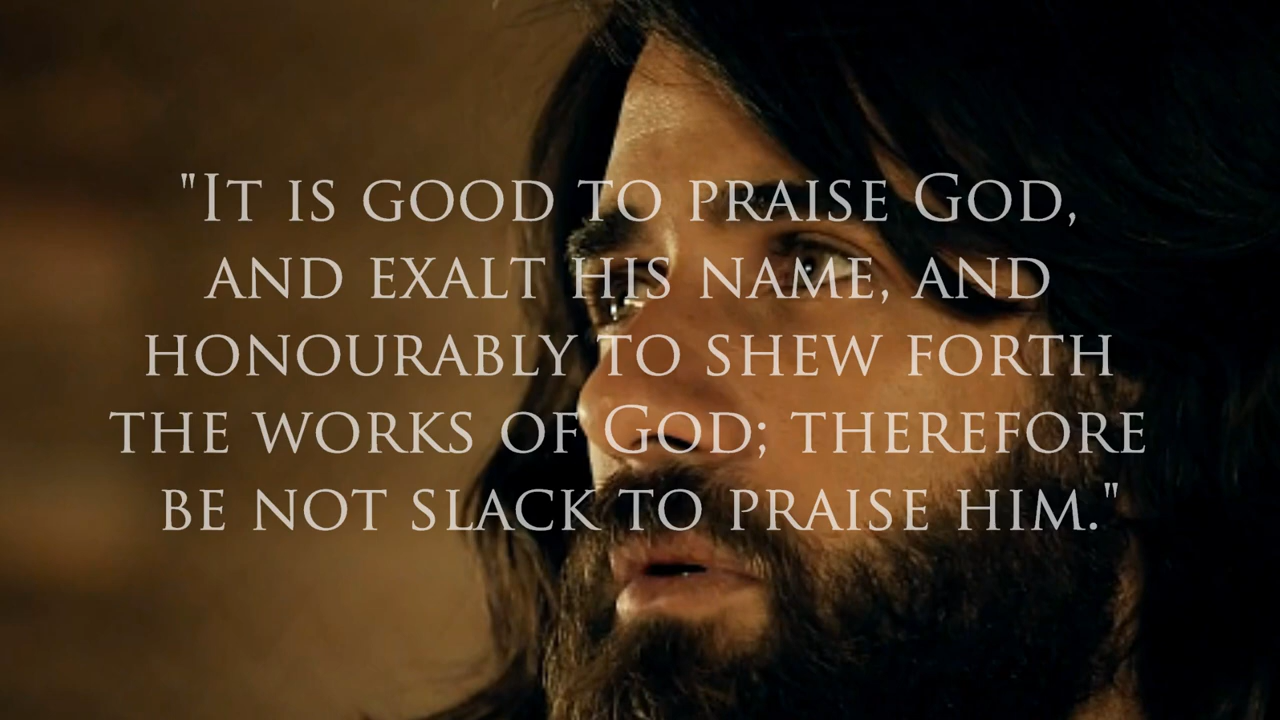 "It is good to praise God,
and exalt his name, and
honourably to shew forth
the works of God; therefore
be not slack to praise him."